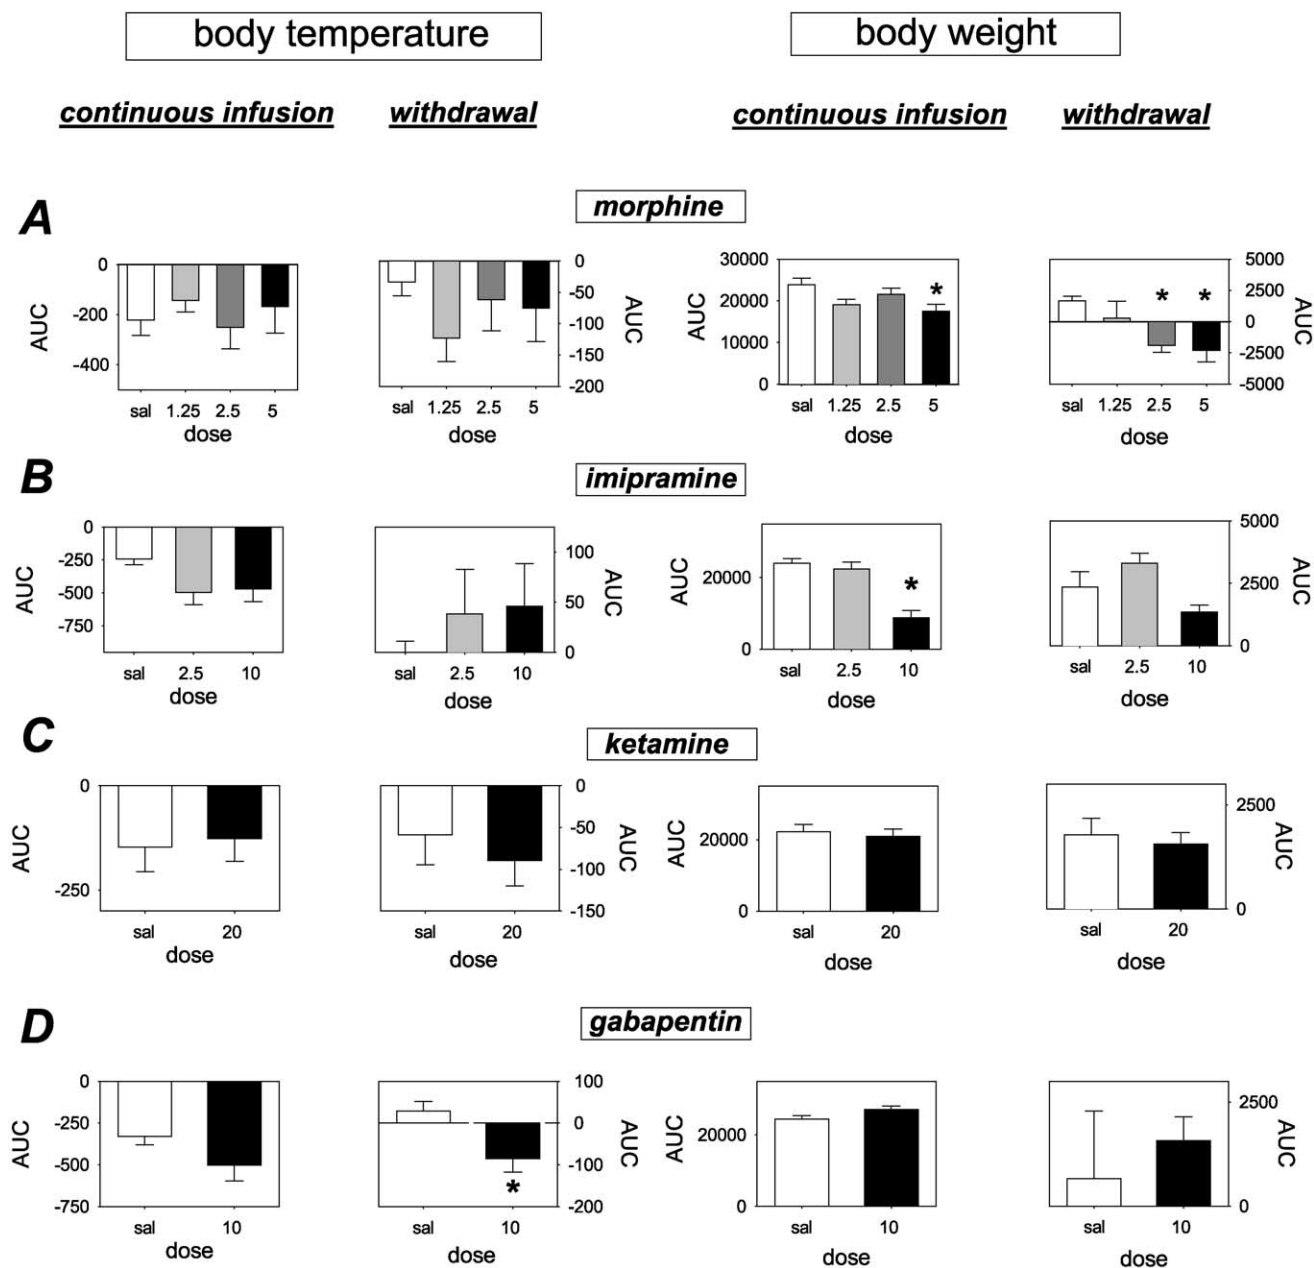 body temperature
body weight
continuous infusion
withdrawal
continuous infusion
withdrawal
A
morphine
0
-200
-400
AUC
sal 1.25 2.5 5
dose
0
-50
-100
-150
-200
AUC
sal 1.25 2.5 5
dose
30000
20000
10000
0
AUC
*
sal 1.25 2.5 5
dose
5000
2500
0
-2500
-5000
AUC
* *
sal 1.25 2.5 5
dose
B
imipramine
0
-250
-500
-750
AUC
sal 2.5 10
dose
100
50
0
AUC
sal 2.5 10
dose
20000
0
AUC
*
sal 2.5 10
dose
5000
2500
0
AUC
sal 2.5 10
dose
C
ketamine
0
-250
AUC
sal 20
dose
0
-50
-100
-150
AUC
sal 20
dose
20000
0
AUC
sal 20
dose
2500
0
AUC
sal 20
dose
D
gabapentin
0
-250
-500
-750
AUC
sal 10
dose
100
0
-100
-200
AUC
*
sal 10
dose
20000
0
AUC
sal 10
dose
2500
0
AUC
sal 10
dose